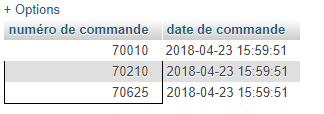 + Options
numéro de commande date de commande
70010 2018-04-23 15:59:51
70210 2018-04-23 15:59:51
70625 2018-04-23 15:59:51